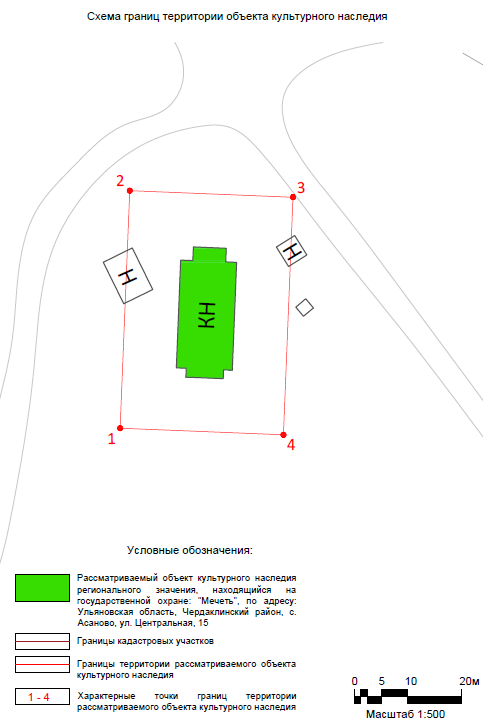 Схема границ территории объекта культурного наследия
2
3
Н
Н
КН
1
4
Условные обозначения:
Рассматриваемый объект культурного наследия
регионального значения, находящийся на
государственной охране: "Мечеть", по адресу:
Ульяновская область, Чердаклинский район, с.
Асаново, ул. Центральная, 15
Границы кадастровых участков
Границы территории рассматриваемого объекта
культурного наследия
1 - 4
Характерные точки границ территории
рассматриваемого объекта культурного наследия
0 5 10 20м
Масштаб 1:500